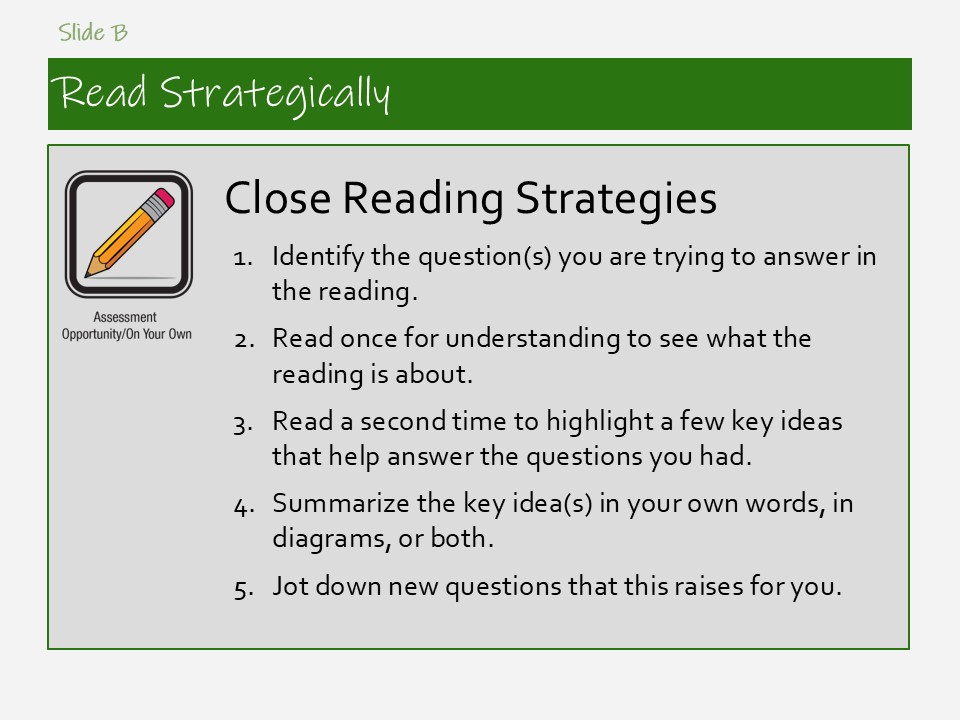 Slide B
Read Strategically
Close Reading Strategies
1. Identify the question(s) you are trying to answer in
the reading.
2. Read once for understanding to see what the
reading is about.
3. Read a second time to highlight a few key ideas
that help answer the questions you had.
4. Summarize the key idea(s) in your own words, in
diagrams, or both.
5. Jot down new questions that this raises for you.
Assessment
Opportunity/On Your Own